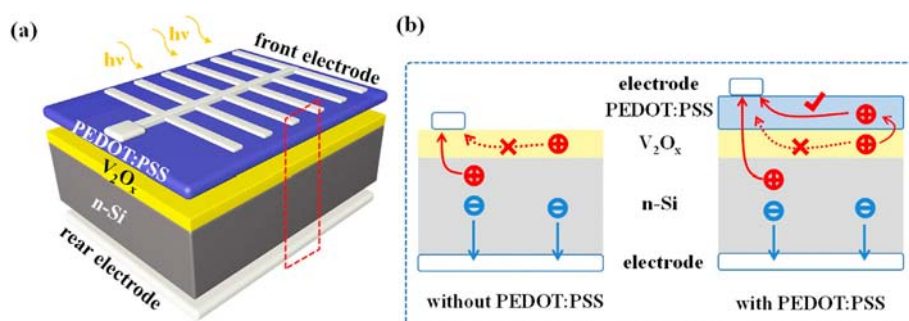 (a)
hν
hν
front electrode
PEDOT:PSS
V₂Oₓ
n-Si
rear electrode
(b)
electrode
PEDOT:PSS
V₂Oₓ
n-Si
electrode
without PEDOT:PSS
with PEDOT:PSS